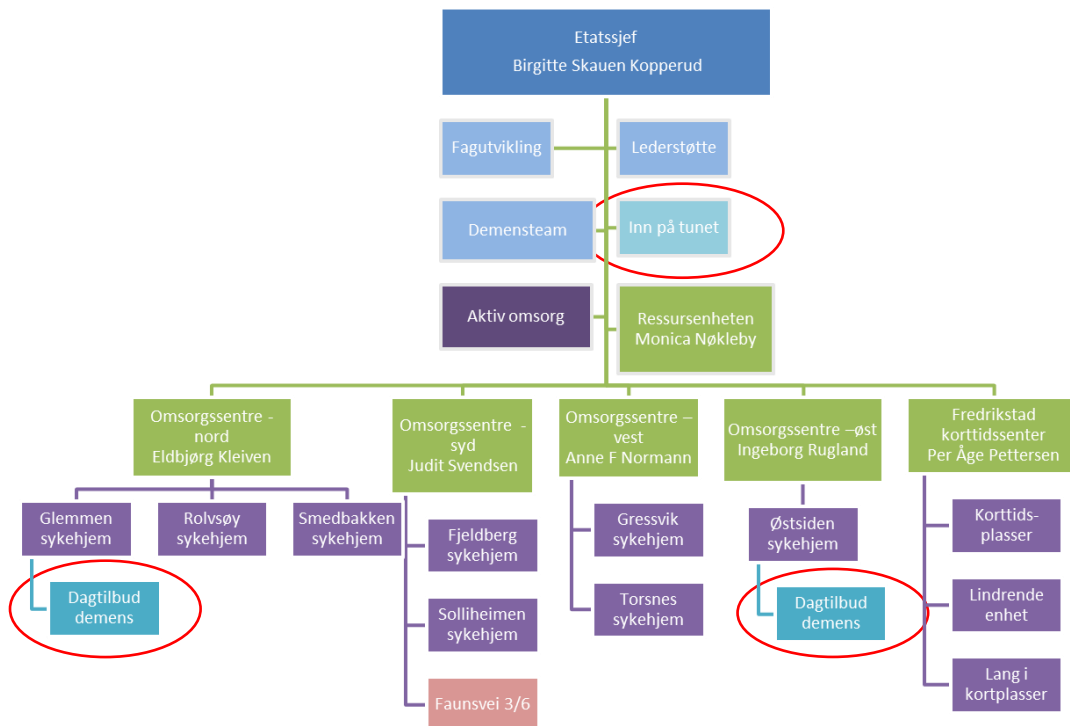 Etatssjef
Birgitte Skauen Kopperud
Fagutvikling
Lederstøtte
Demensteam
Inn på tunet
Aktiv omsorg
Ressursenheten
Monica Nøkleby
Omsorgssentre -
nord
Eldbjørg Kleiven
Omsorgssentre -
syd
Judit Svendsen
Omsorgssentre –
vest
Anne F Normann
Omsorgssentre –øst
Ingeborg Rugland
Fredrikstad
korttidssenter
Per Åge Pettersen
Glemmen
sykehjem
Rolvsøy
sykehjem
Smedbakken
sykehjem
Dagtilbud
demens
Fjeldberg
sykehjem
Solliheimen
sykehjem
Faunsvei 3/6
Gressvik
sykehjem
Torsnes
sykehjem
Østsiden
sykehjem
Dagtilbud
demens
Korttids-
plasser
Lindrende
enhet
Lang i
kortplasser